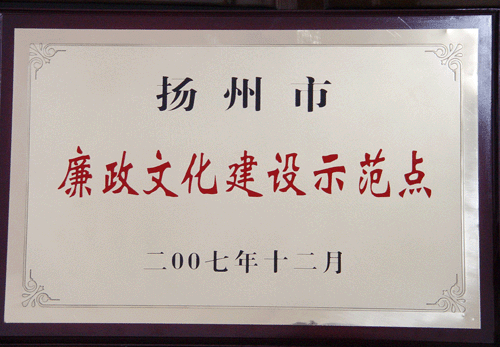 扬州市
廉政文化建设示范点
二00七年十二月